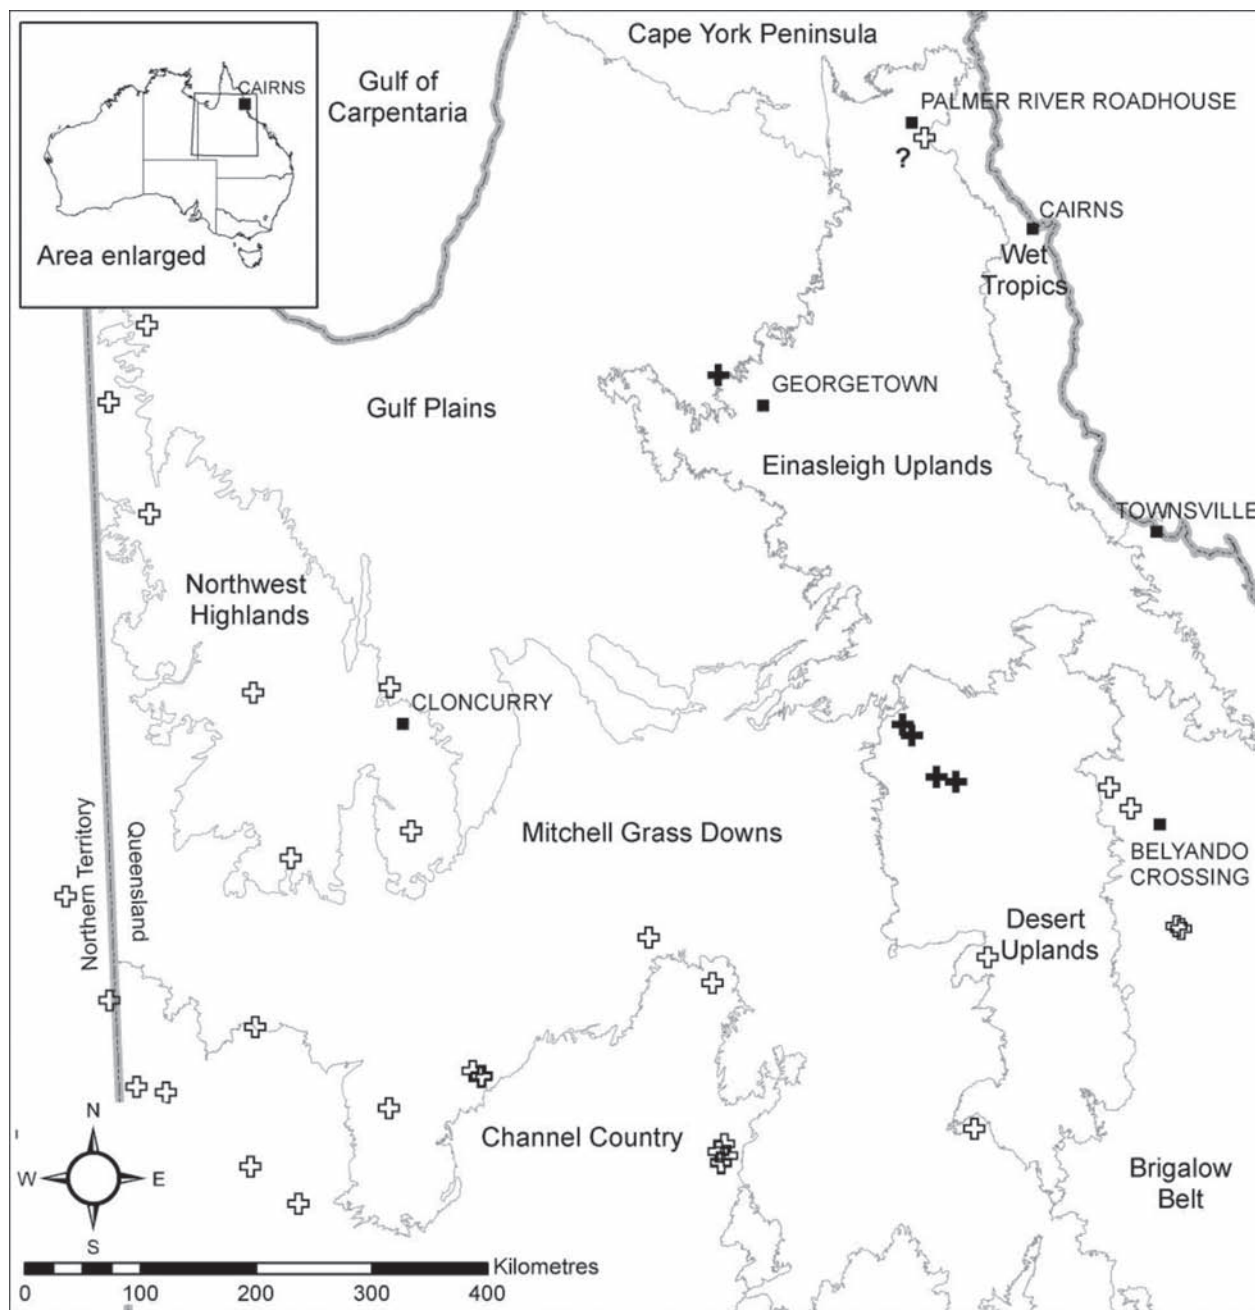 Cape York Peninsula
CAIRNS
Gulf of
Carpentaria
PALMER RIVER ROADHOUSE
?
CAIRNS
Wet
Tropics
Area enlarged
GEORGETOWN
Gulf Plains
Einasleigh Uplands
TOWNSVILLE
Northwest
Highlands
CLONCURRY
Mitchell Grass Downs
Northern Territory
Queensland
BELYANDO
CROSSING
Desert
Uplands
Channel Country
Brigalow
Belt
N
W
E
S
Kilometres
0
100
200
300
400